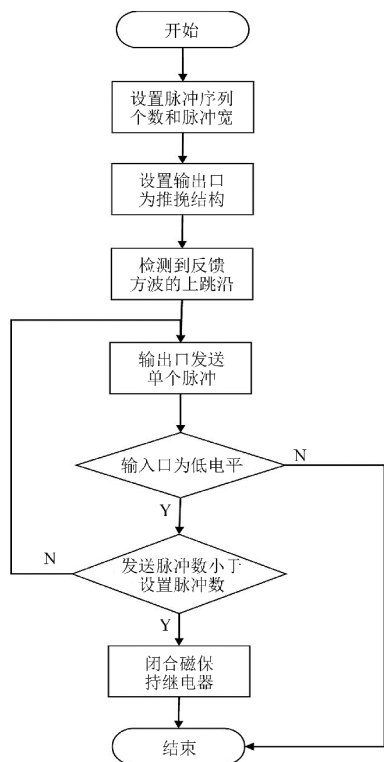 开始
设置脉冲序列
个数和脉冲宽
设置输出口
为推挽结构
检测到反馈
方波的上跳沿
输出口发送
单个脉冲
输入口为低电平
N
Y
发送脉冲数小于
设置脉冲数
N
Y
闭合磁保
持继电器
结束